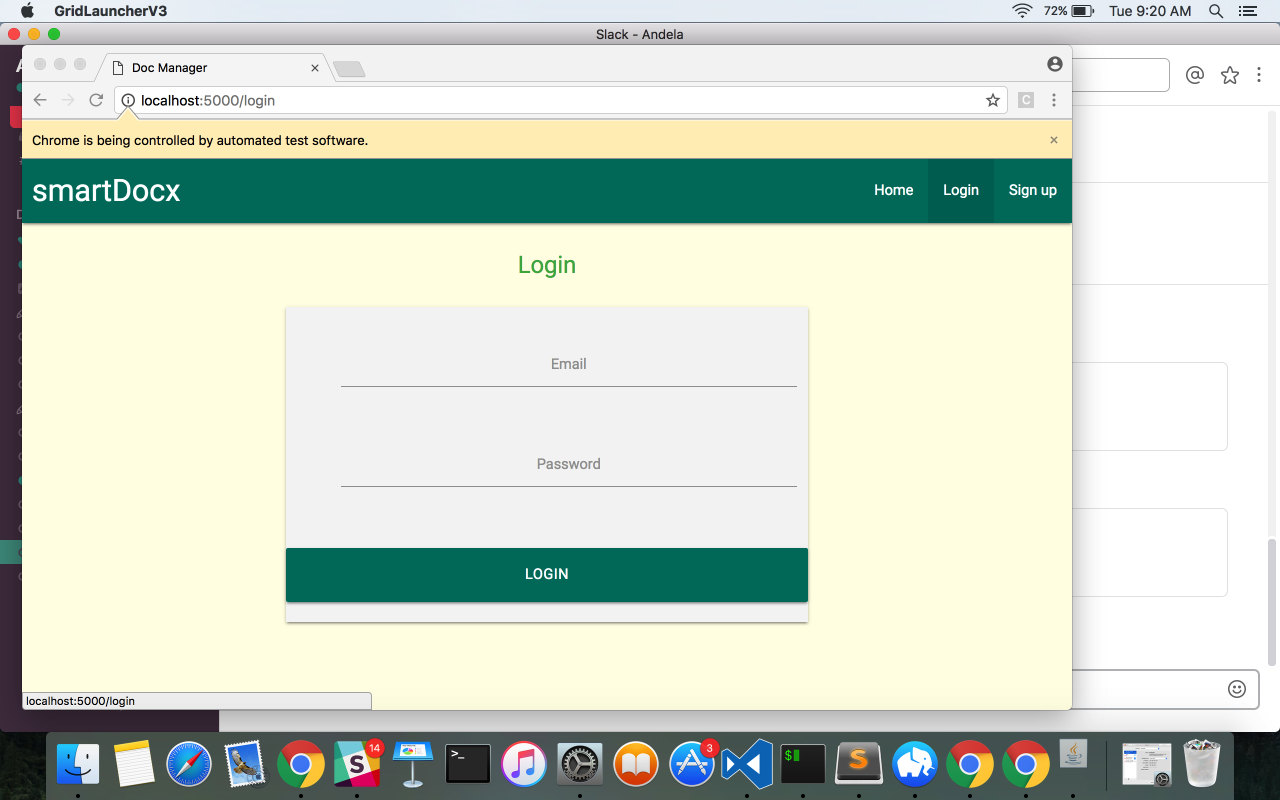 GridLauncherV3
72%
Tue 9:20 AM
Slack - Andela
Doc Manager
localhost:5000/login
C
Chrome is being controlled by automated test software.
smartDocx
Home
Login
Sign up
Login
Email
Password
LOGIN
localhost:5000/login
14
3